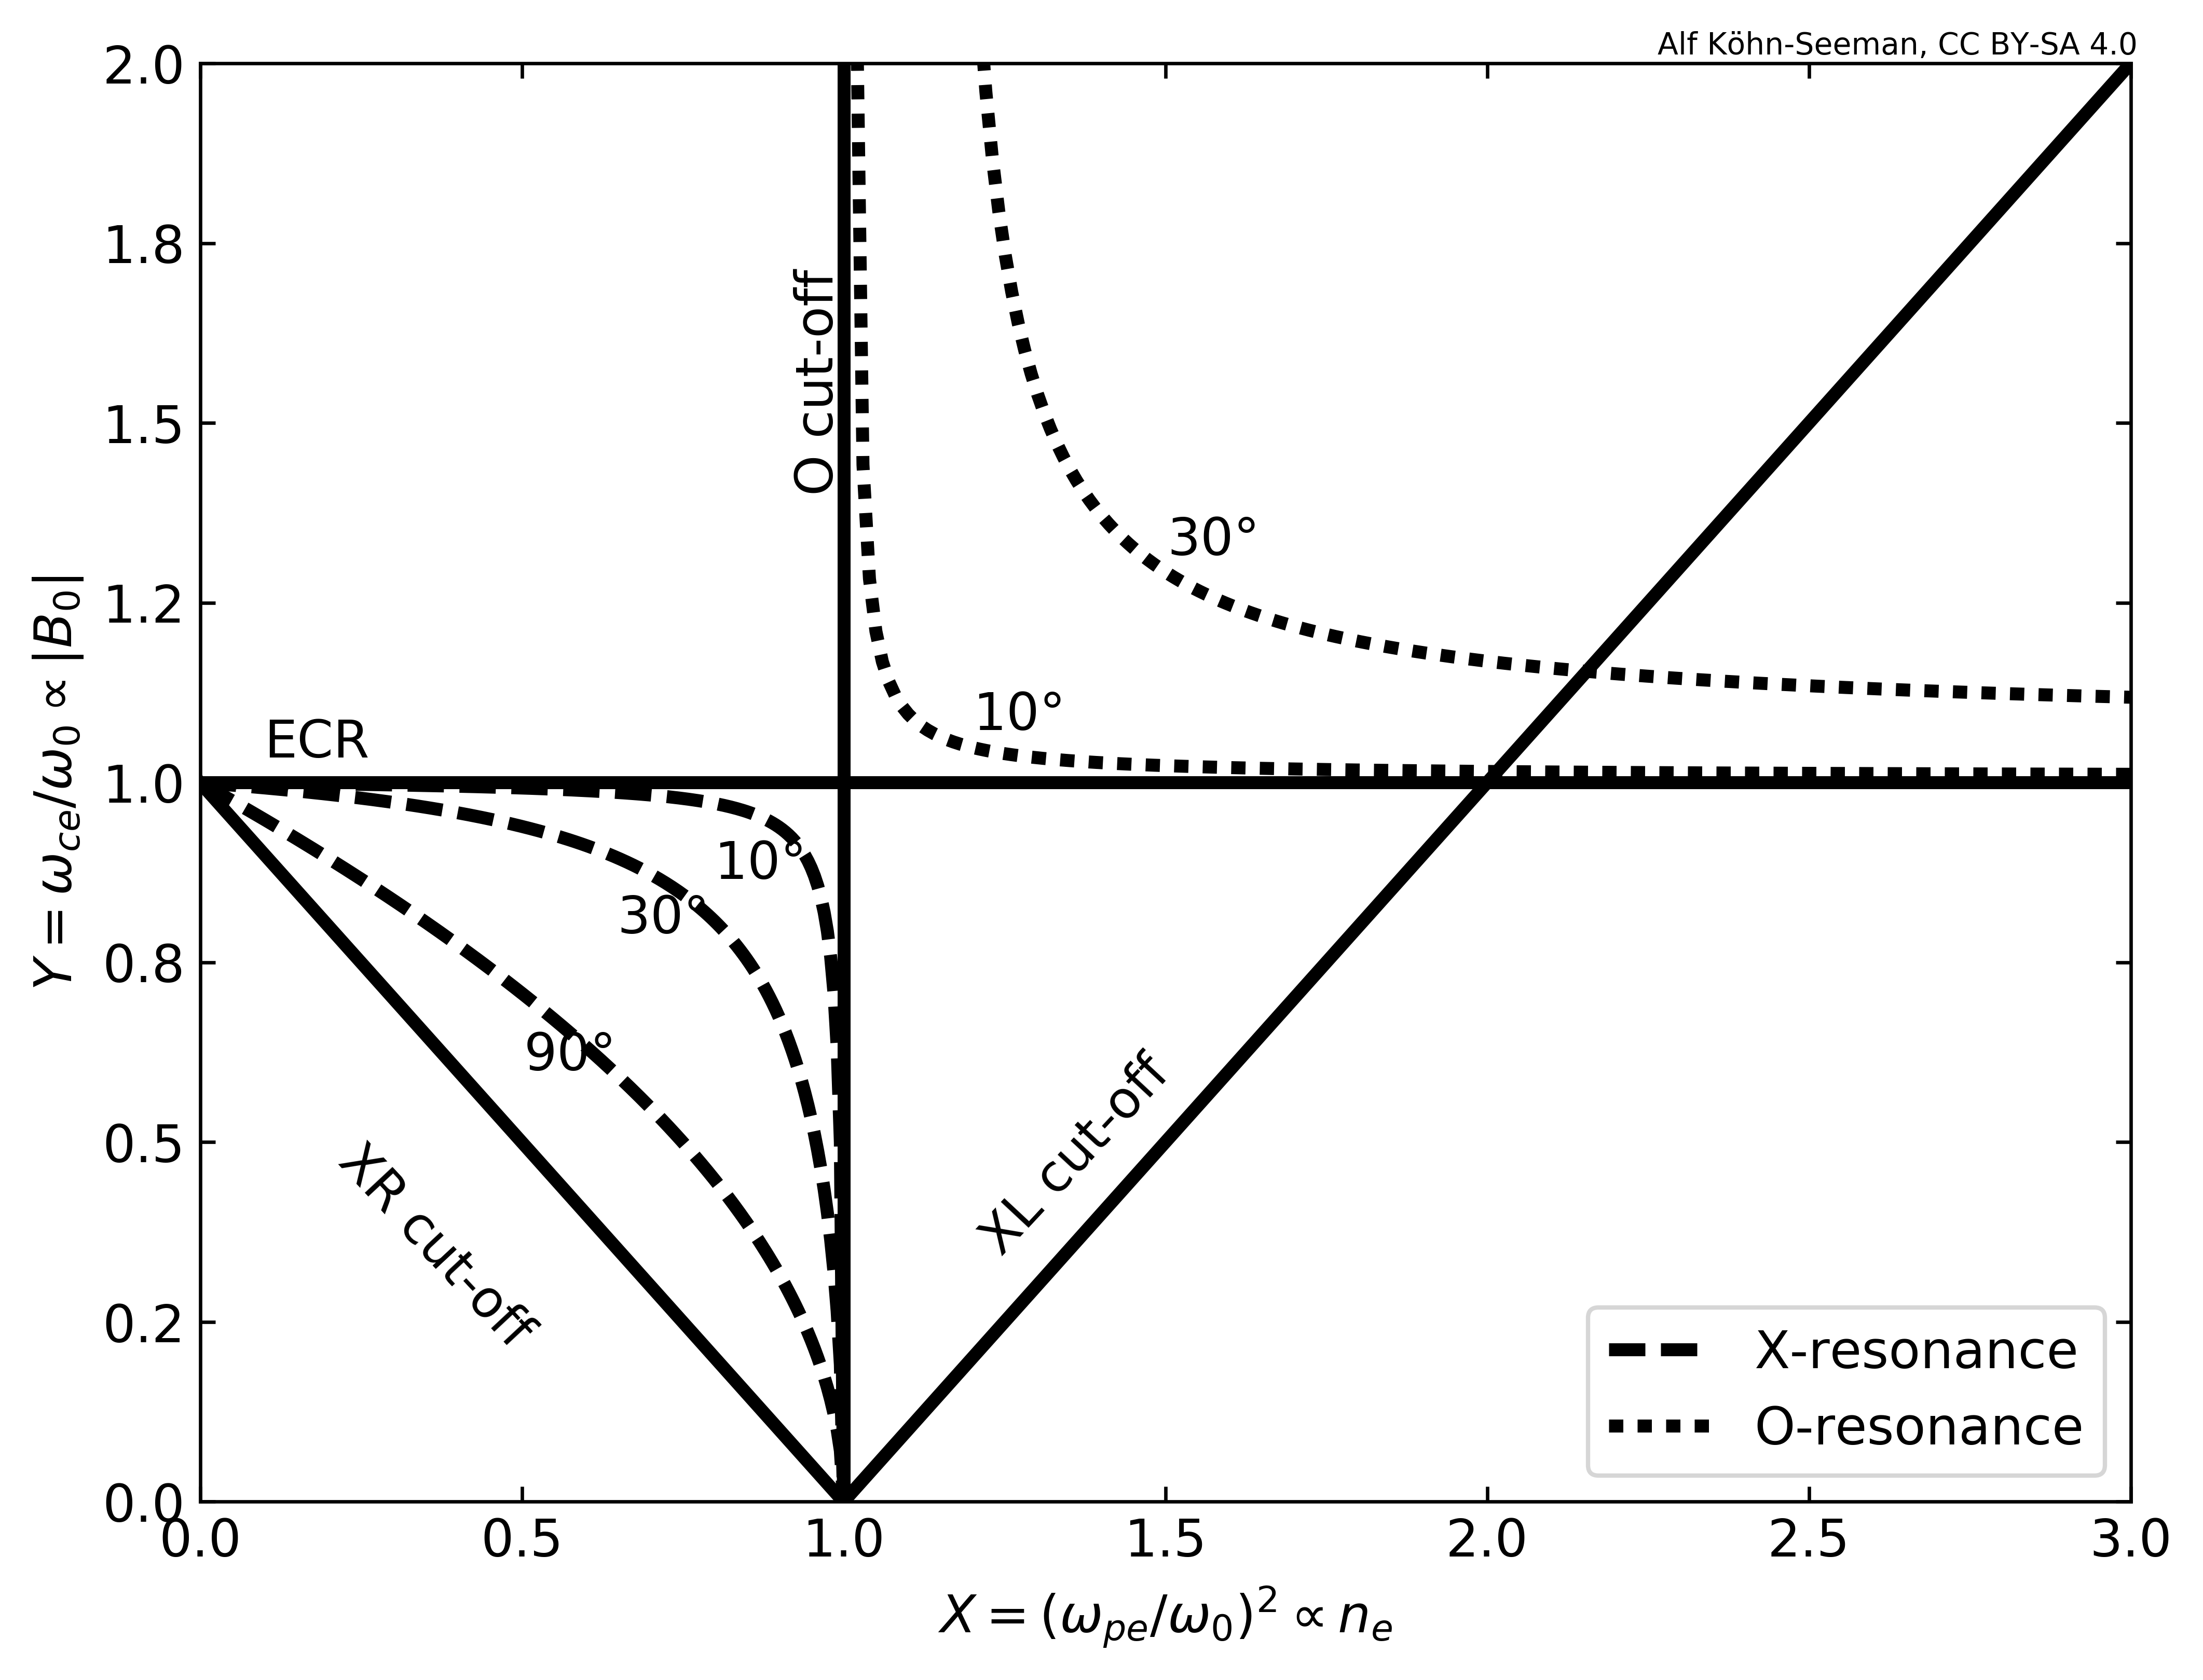 Alf Köhn-Seeman, CC BY-SA 4.0
2.0
1.8
1.5
1.2
1.0
0.8
0.5
0.2
0.0
Y = ω_ce/ω_0 ∝ |B_0|
O cut-off
30°
10°
ECR
10°
30°
90°
XR cut-off
XL cut-off
X-resonance
O-resonance
0.0 0.5 1.0 1.5 2.0 2.5 3.0
X = (ω_pe/ω_0)² ∝ n_e